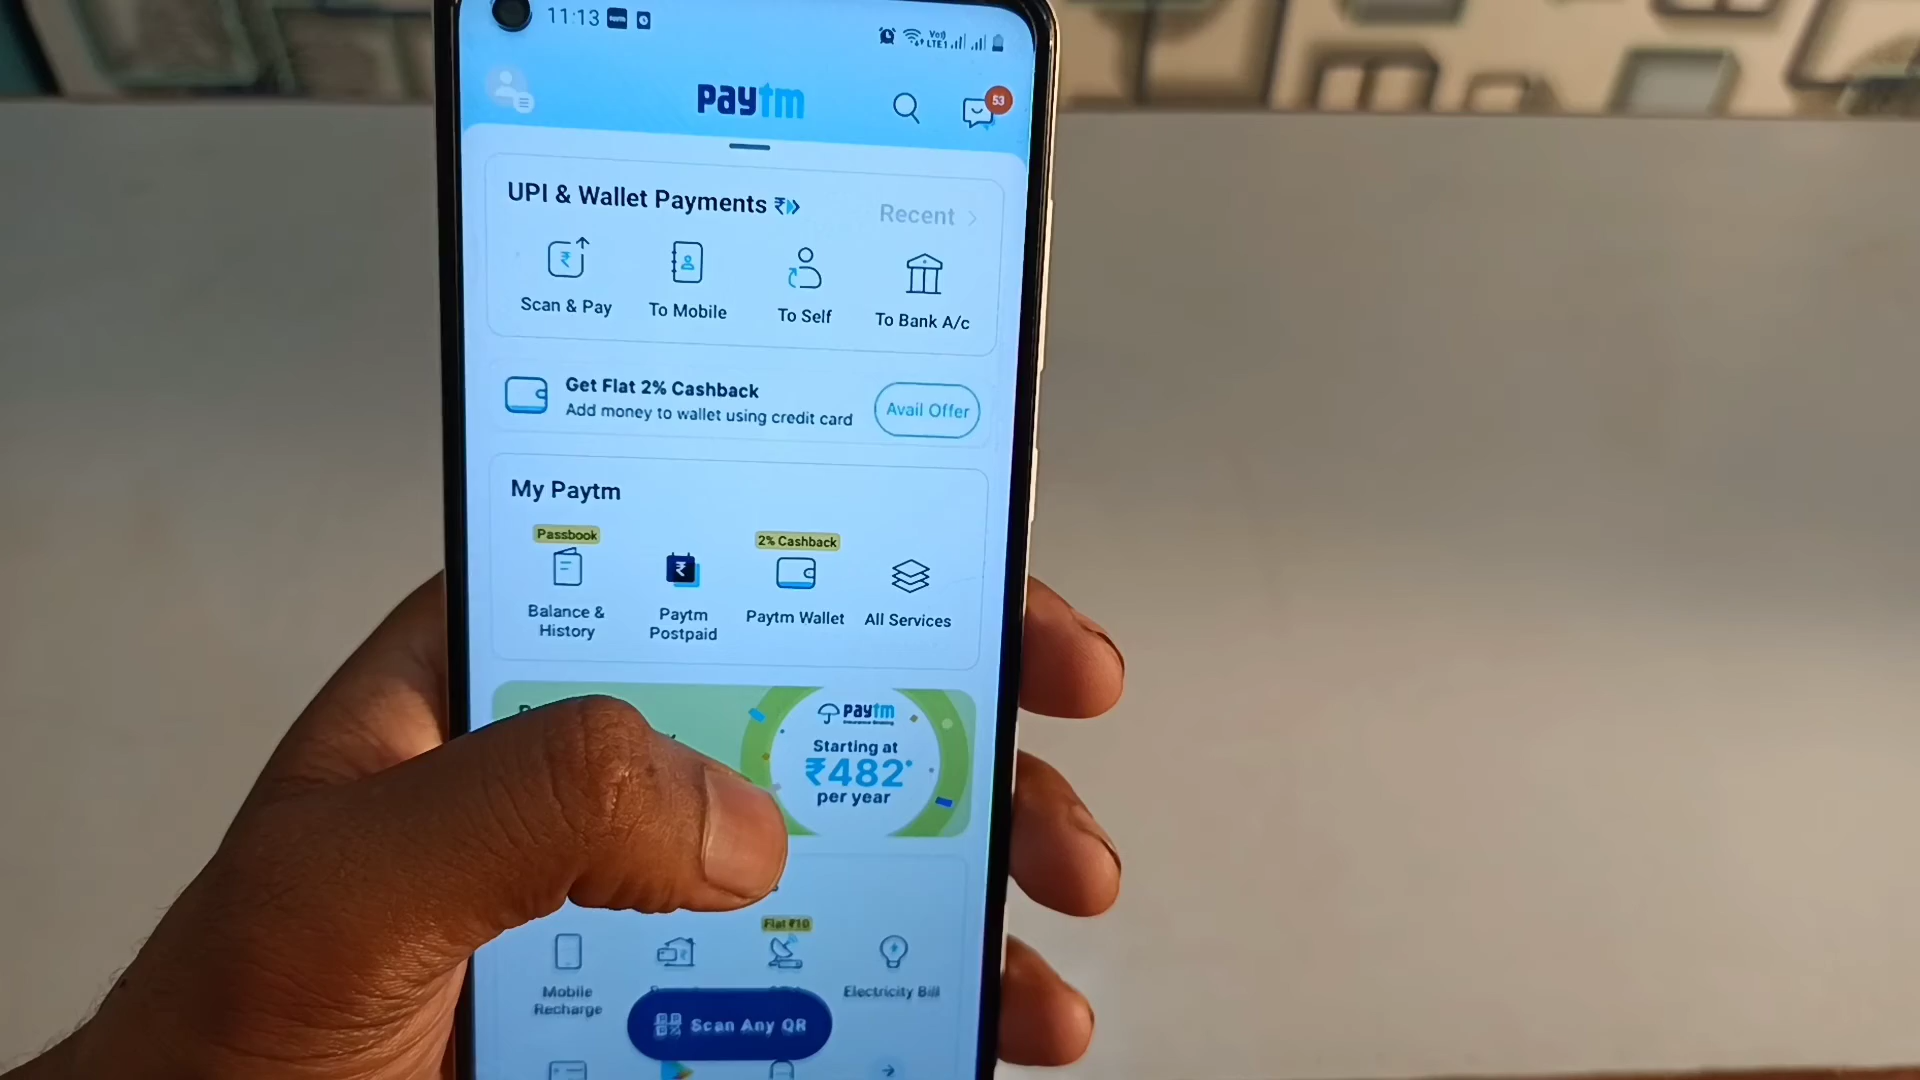 11:13
Vo)
LTE1
paytm
53
UPI & Wallet Payments ₹
Recent >
Scan & Pay
To Mobile
To Self
To Bank A/c
Get Flat 2% Cashback
Add money to wallet using credit card
Avail Offer
My Paytm
Passbook
2% Cashback
Balance &
History
Paytm
Postpaid
Paytm Wallet
All Services
paytm
Starting at
₹482*
per year
Flat ₹10
Mobile
Recharge
Electricity Bill
Scan Any QR